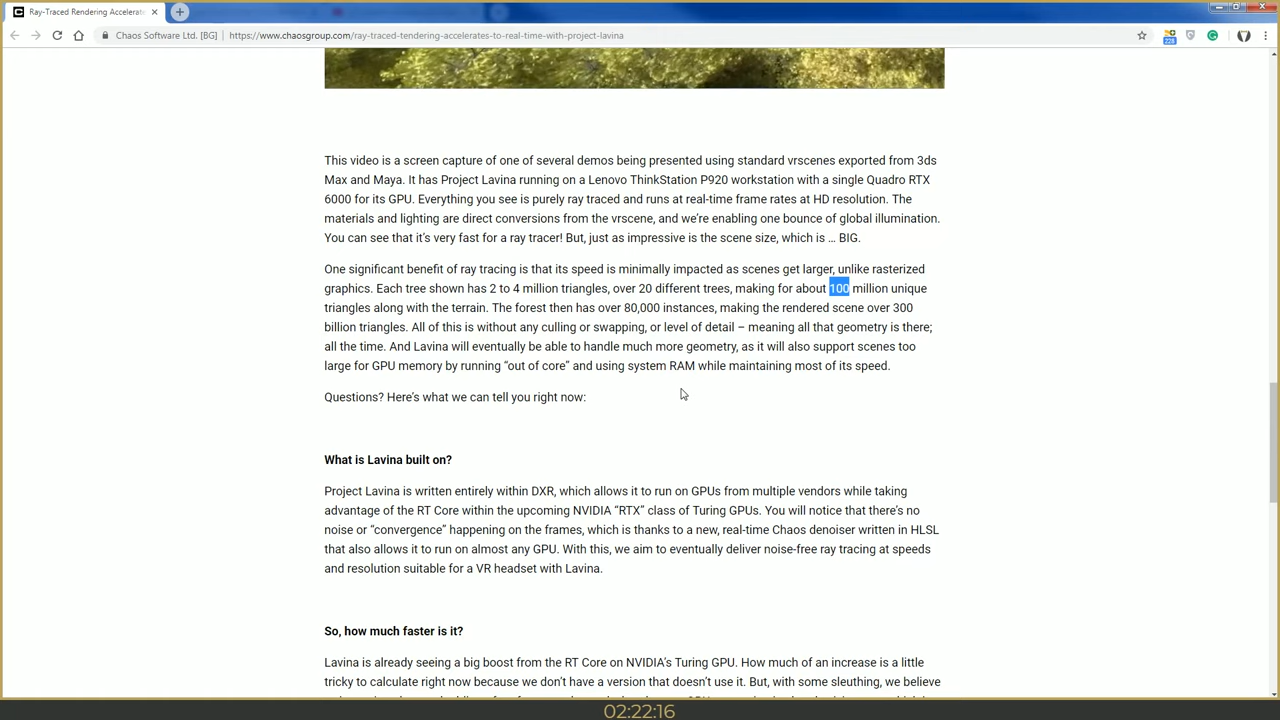 Ray-Traced Rendering Accelerate
Chaos Software Ltd. [BG] https://www.chaosgroup.com/ray-traced-tendering-accelerates-to-real-time-with-project-lavina
228
This video is a screen capture of one of several demos being presented using standard vrscenes exported from 3ds
Max and Maya. It has Project Lavina running on a Lenovo ThinkStation P920 workstation with a single Quadro RTX
6000 for its GPU. Everything you see is purely ray traced and runs at real-time frame rates at HD resolution. The
materials and lighting are direct conversions from the vrscene, and we're enabling one bounce of global illumination.
You can see that it's very fast for a ray tracer! But, just as impressive is the scene size, which is … BIG.
One significant benefit of ray tracing is that its speed is minimally impacted as scenes get larger, unlike rasterized
graphics. Each tree shown has 2 to 4 million triangles, over 20 different trees, making for about 100 million unique
triangles along with the terrain. The forest then has over 80,000 instances, making the rendered scene over 300
billion triangles. All of this is without any culling or swapping, or level of detail – meaning all that geometry is there;
all the time. And Lavina will eventually be able to handle much more geometry, as it will also support scenes too
large for GPU memory by running “out of core” and using system RAM while maintaining most of its speed.
Questions? Here's what we can tell you right now:
What is Lavina built on?
Project Lavina is written entirely within DXR, which allows it to run on GPUs from multiple vendors while taking
advantage of the RT Core within the upcoming NVIDIA “RTX” class of Turing GPUs. You will notice that there's no
noise or “convergence” happening on the frames, which is thanks to a new, real-time Chaos denoiser written in HLSL
that also allows it to run on almost any GPU. With this, we aim to eventually deliver noise-free ray tracing at speeds
and resolution suitable for a VR headset with Lavina.
So, how much faster is it?
Lavina is already seeing a big boost from the RT Core on NVIDIA's Turing GPU. How much of an increase is a little
tricky to calculate right now because we don't have a version that doesn't use it. But, with some sleuthing, we believe
02:22:16